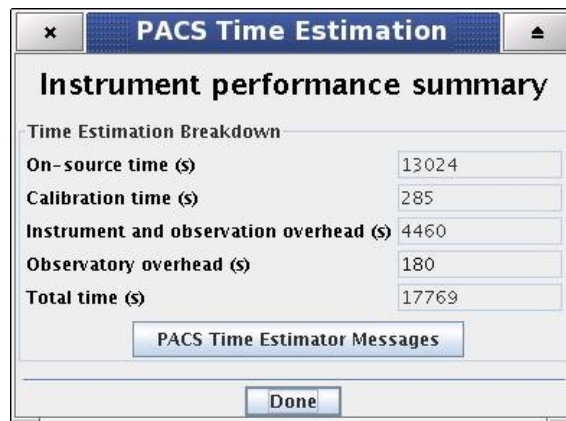 PACS Time Estimation
Instrument performance summary
Time Estimation Breakdown
On-source time (s) 13024
Calibration time (s) 285
Instrument and observation overhead (s) 4460
Observatory overhead (s) 180
Total time (s) 17769
PACS Time Estimator Messages
Done